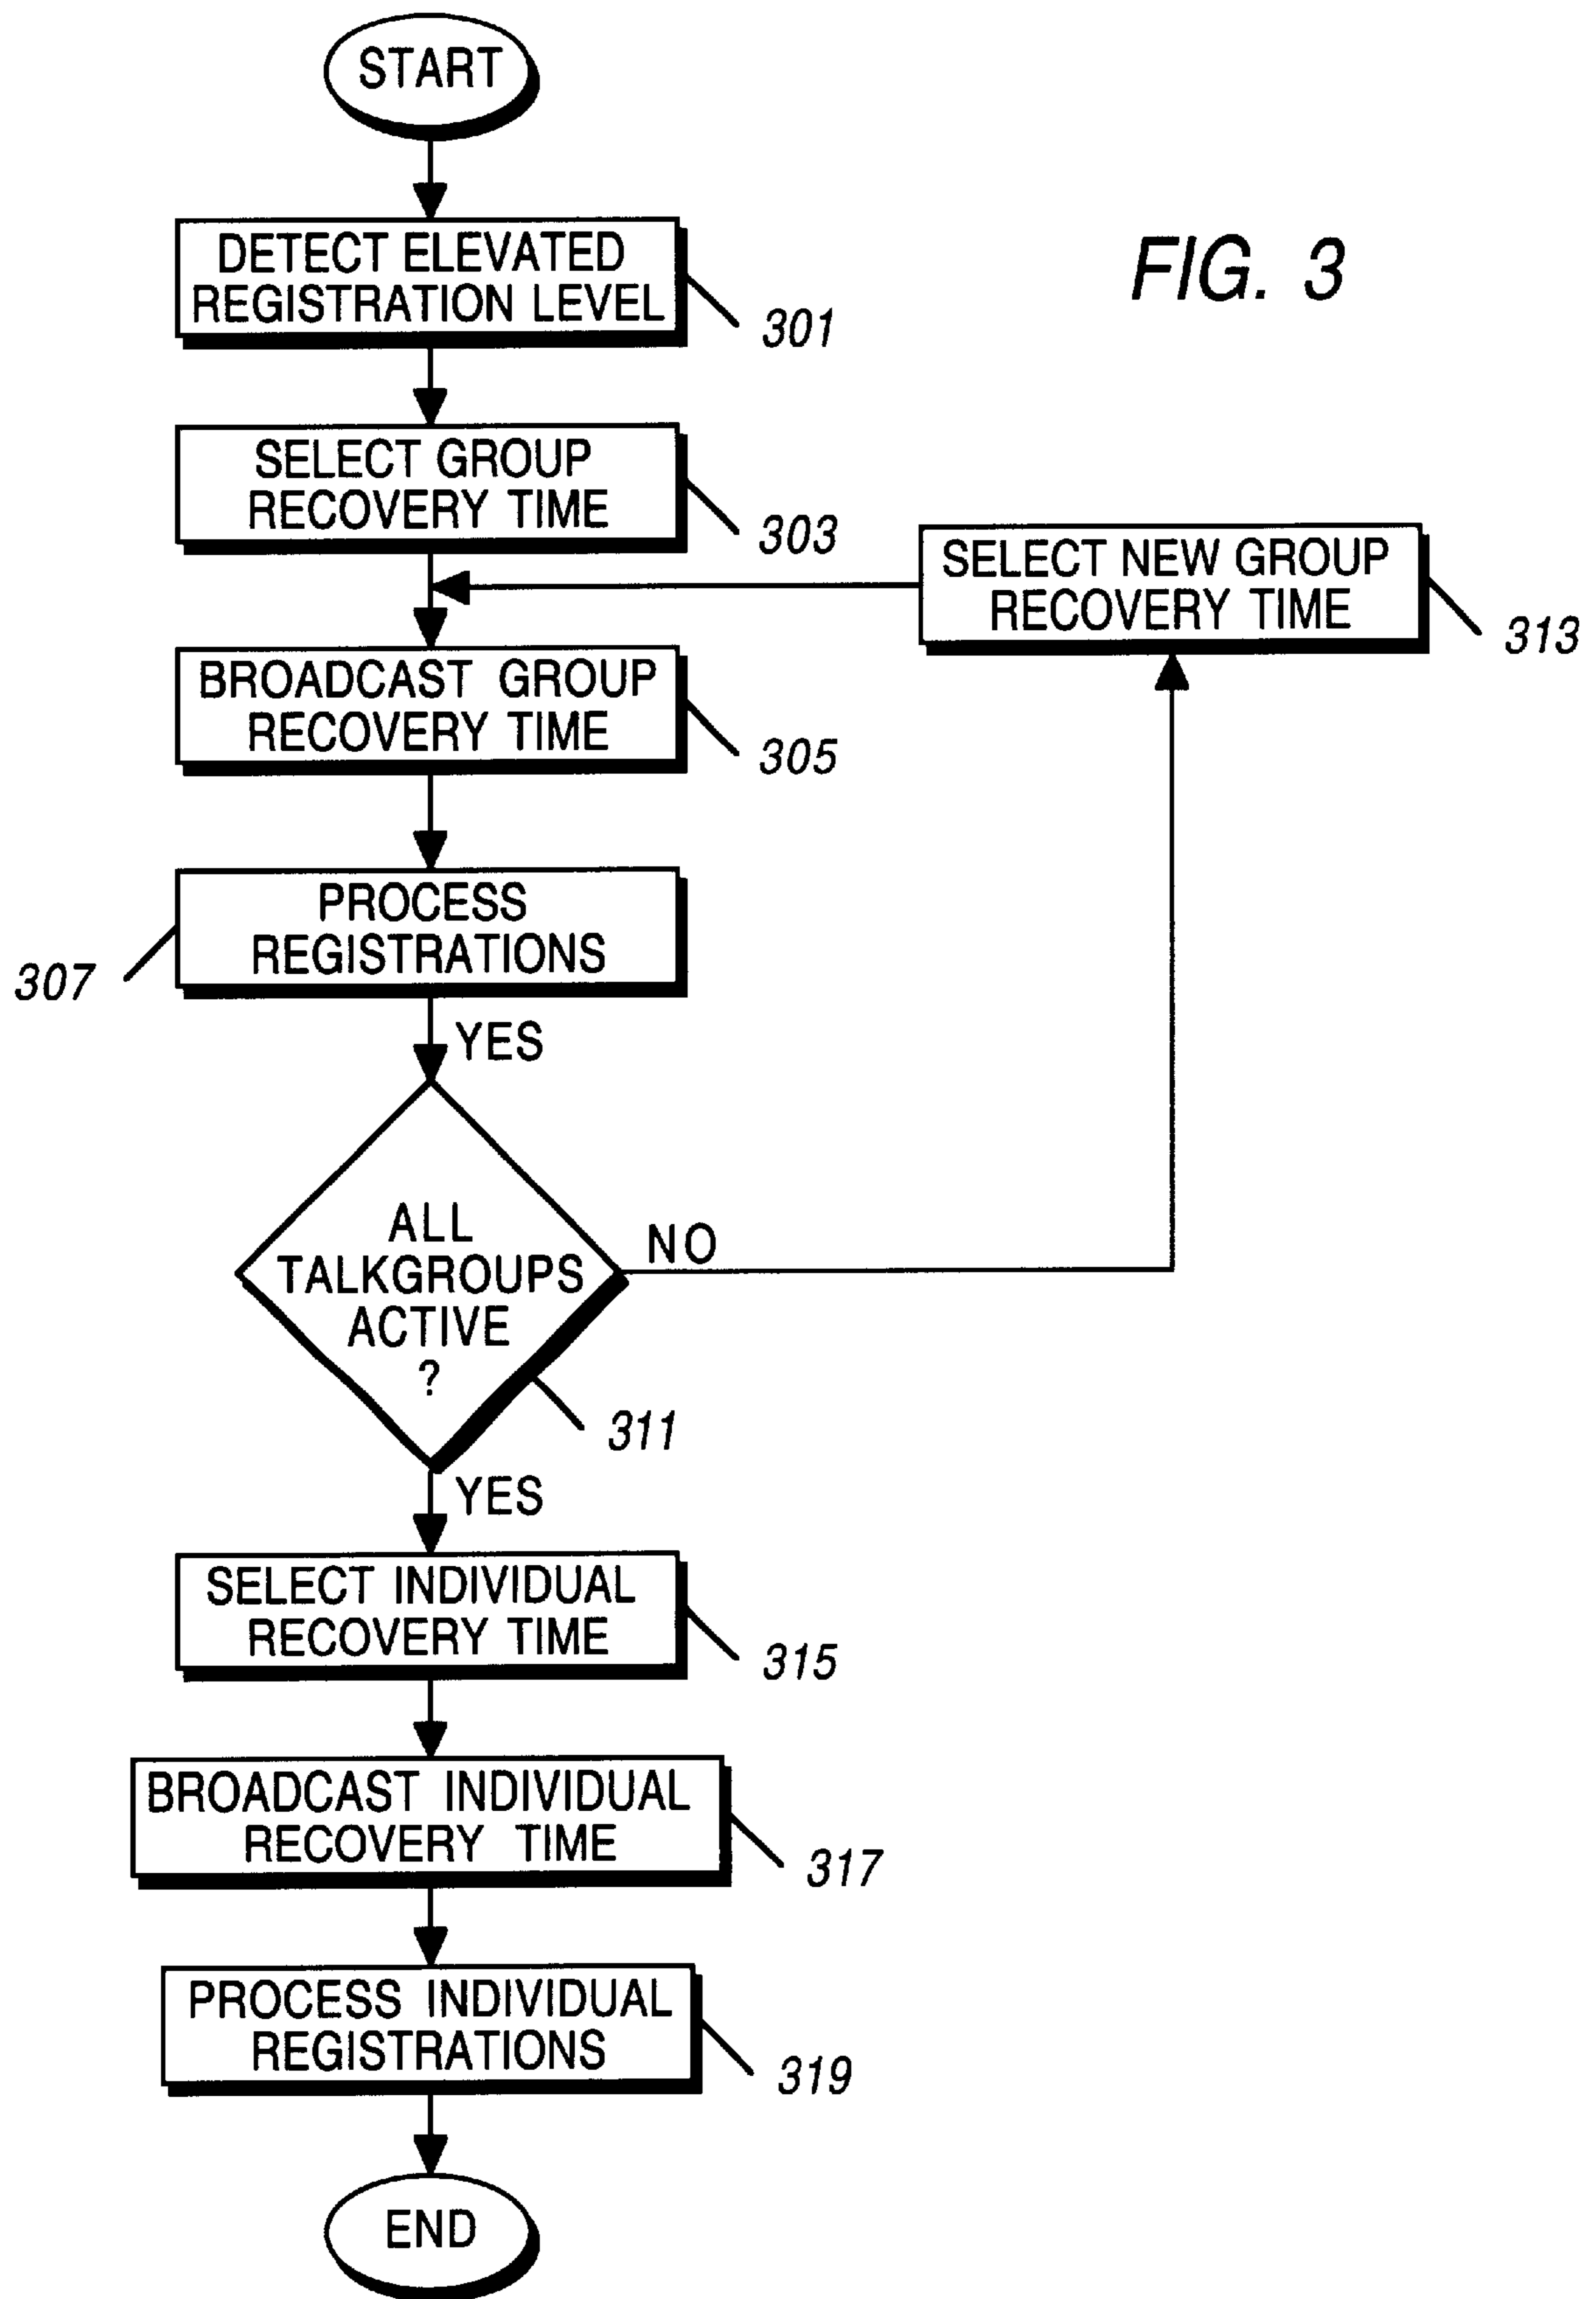 START
FIG. 3
DETECT ELEVATED
REGISTRATION LEVEL
301
SELECT GROUP
RECOVERY TIME
303
SELECT NEW GROUP
RECOVERY TIME
313
BROADCAST GROUP
RECOVERY TIME
305
PROCESS
REGISTRATIONS
307
YES
ALL
TALKGROUPS
ACTIVE
?
NO
311
YES
SELECT INDIVIDUAL
RECOVERY TIME
315
BROADCAST INDIVIDUAL
RECOVERY TIME
317
PROCESS INDIVIDUAL
REGISTRATIONS
319
END